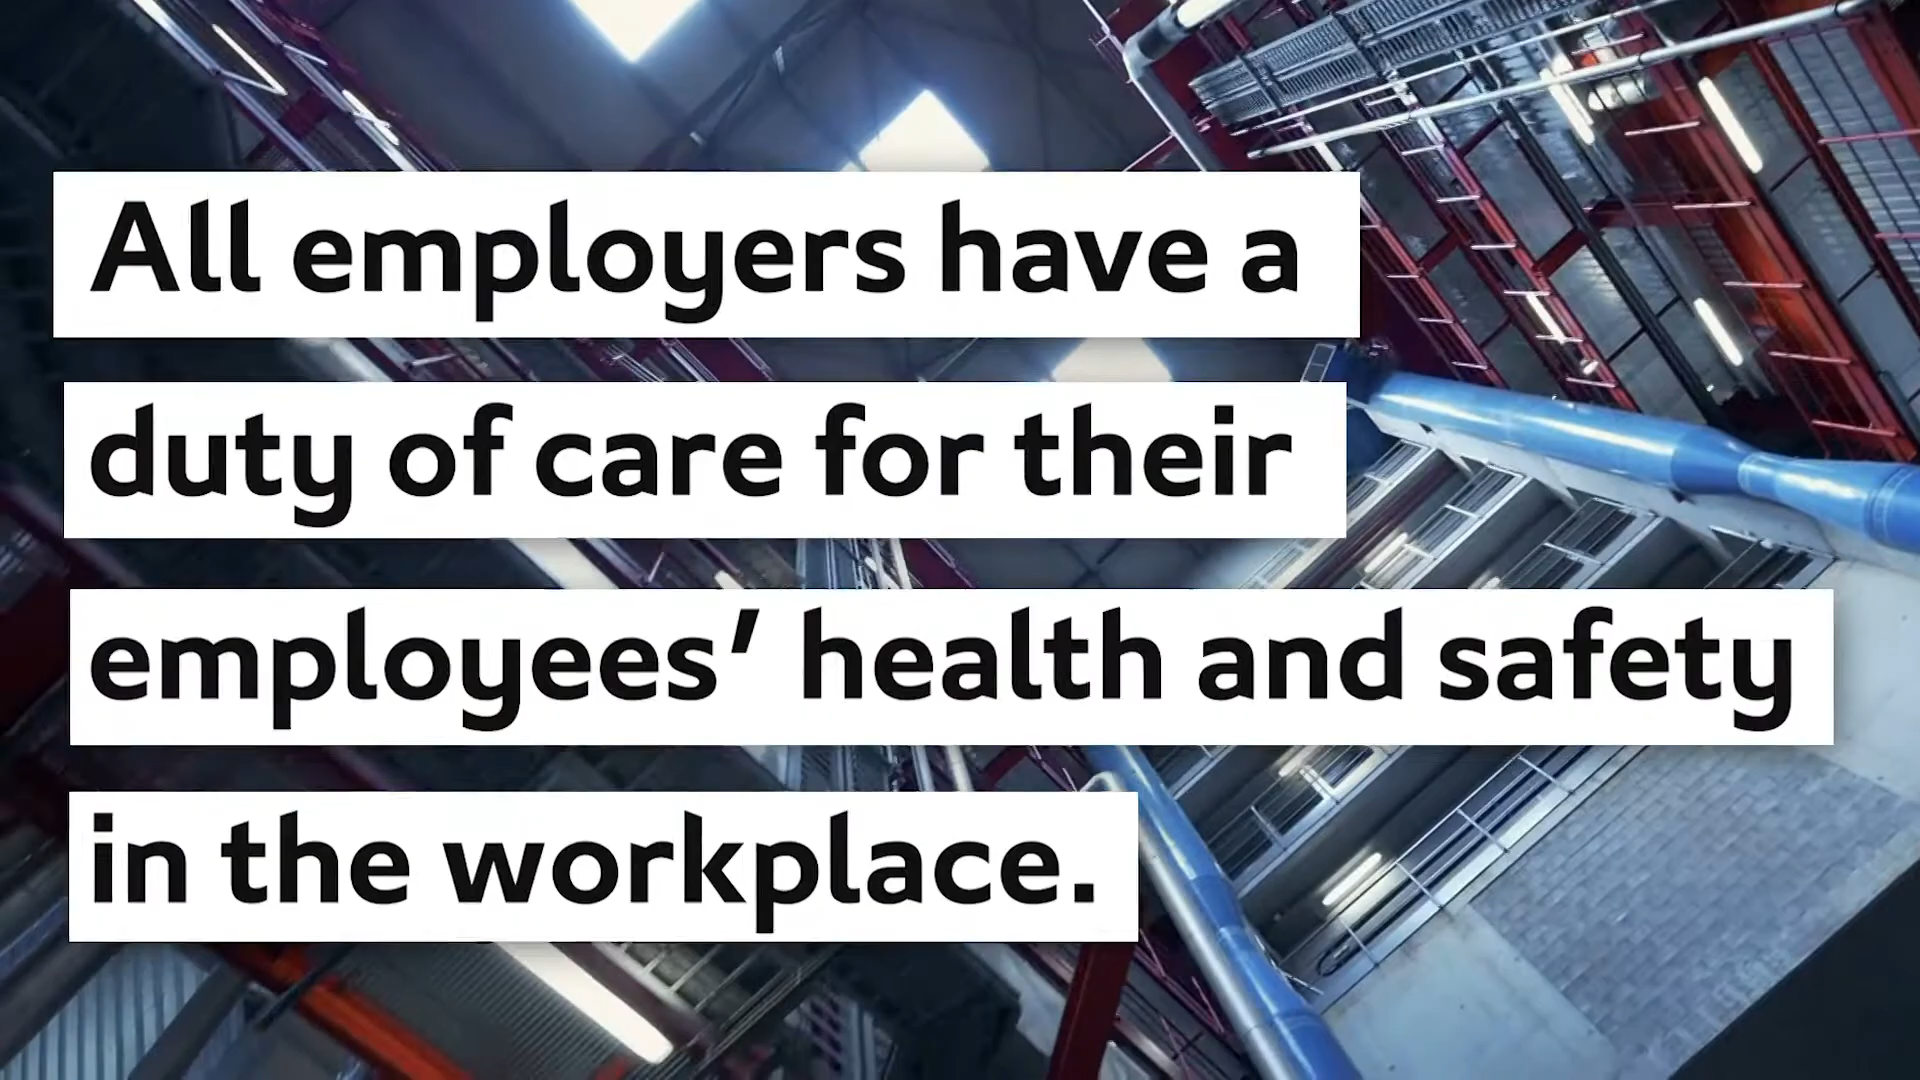 All employers have a
duty of care for their
employees’ health and safety
in the workplace.